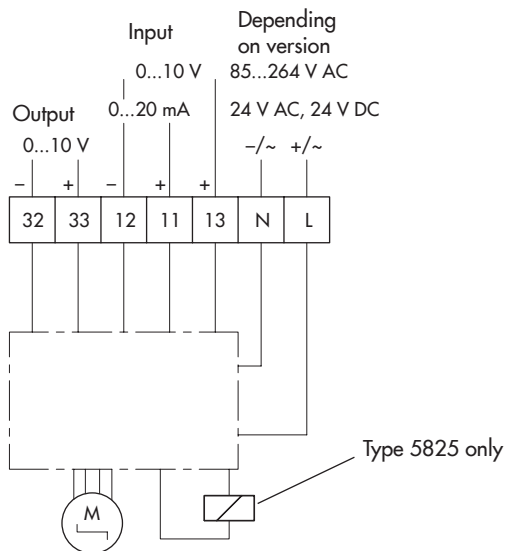 Input
Depending
on version
0...10 V
85...264 V AC
0...20 mA
24 V AC, 24 V DC
Output
0...10 V
–/~ +/~
– + – + +
32 33 12 11 13 N L
Type 5825 only
M